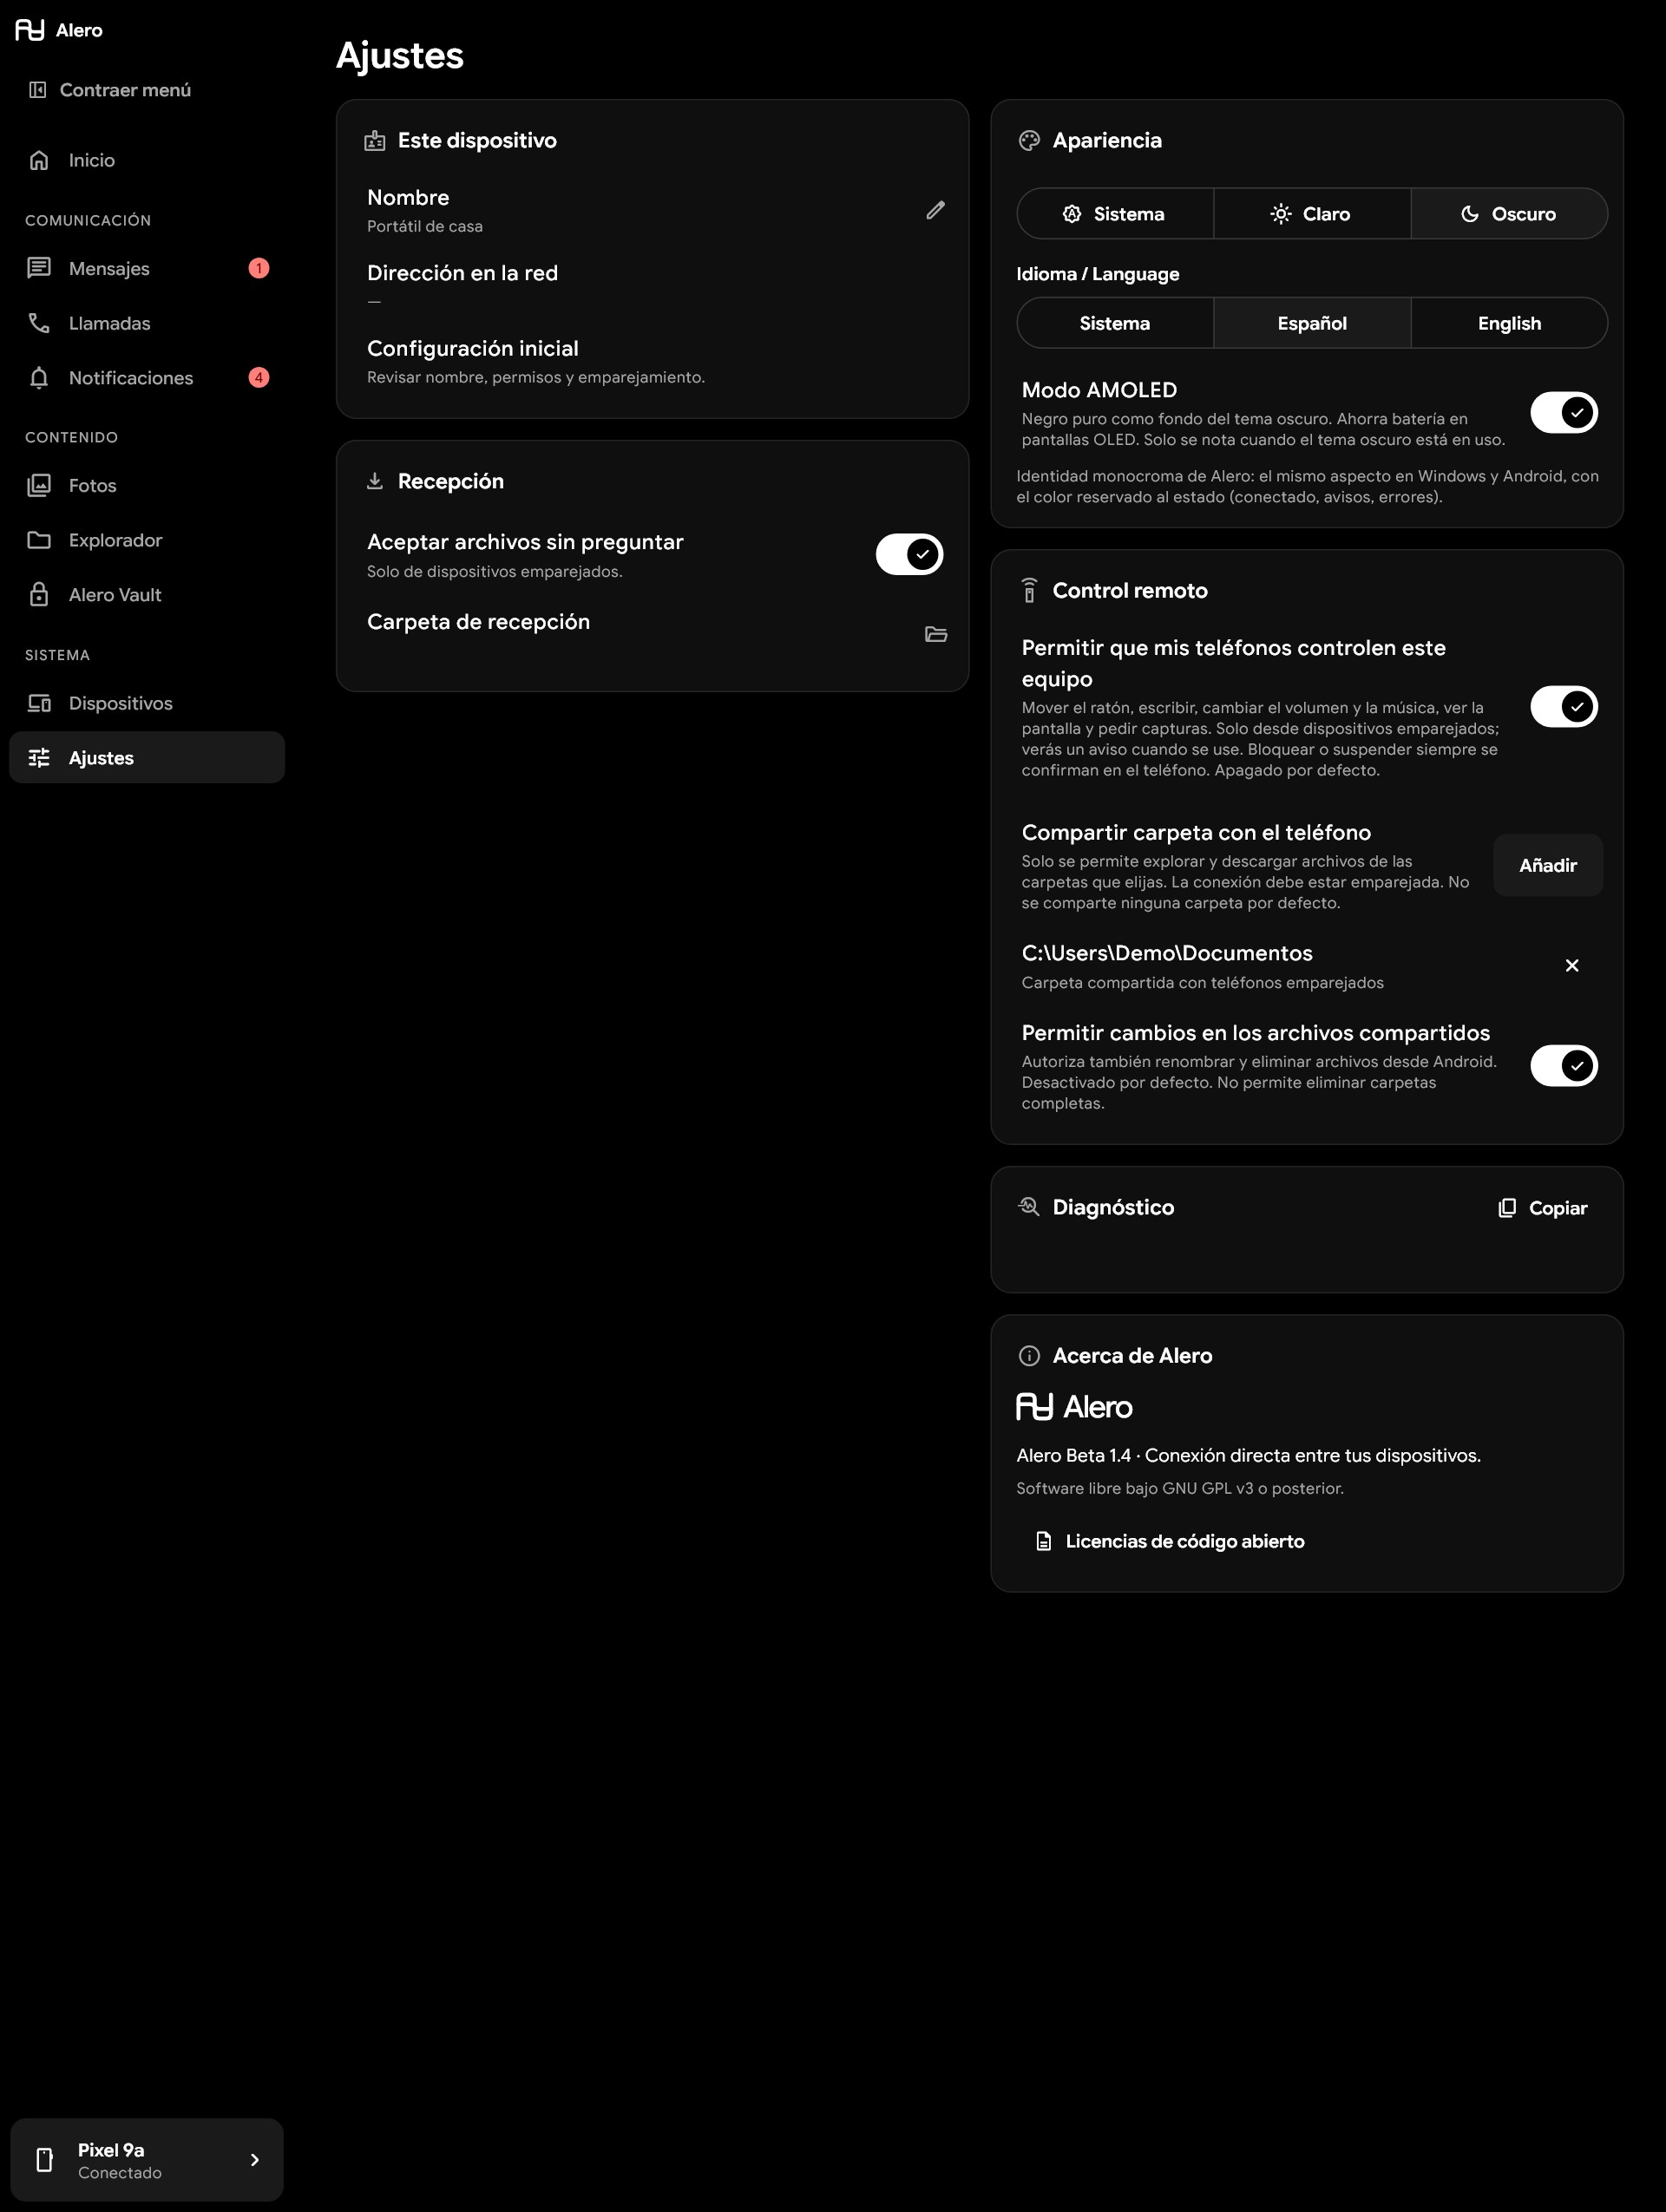 Alero
Contraer menú
Inicio
COMUNICACIÓN
Mensajes 1
Llamadas
Notificaciones 4
CONTENIDO
Fotos
Explorador
Alero Vault
SISTEMA
Dispositivos
Ajustes
Pixel 9a
Conectado
Ajustes
Este dispositivo
Nombre
Portátil de casa
Dirección en la red
—
Configuración inicial
Revisar nombre, permisos y emparejamiento.
Recepción
Aceptar archivos sin preguntar
Solo de dispositivos emparejados.
Carpeta de recepción
Apariencia
Sistema Claro Oscuro
Idioma / Language
Sistema Español English
Modo AMOLED
Negro puro como fondo del tema oscuro. Ahorra batería en
pantallas OLED. Solo se nota cuando el tema oscuro está en uso.
Identidad monocroma de Alero: el mismo aspecto en Windows y Android, con
el color reservado al estado (conectado, avisos, errores).
Control remoto
Permitir que mis teléfonos controlen este
equipo
Mover el ratón, escribir, cambiar el volumen y la música, ver la
pantalla y pedir capturas. Solo desde dispositivos emparejados;
verás un aviso cuando se use. Bloquear o suspender siempre se
confirman en el teléfono. Apagado por defecto.
Compartir carpeta con el teléfono
Solo se permite explorar y descargar archivos de las
carpetas que elijas. La conexión debe estar emparejada. No
se comparte ninguna carpeta por defecto.
Añadir
C:\Users\Demo\Documentos
Carpeta compartida con teléfonos emparejados
Permitir cambios en los archivos compartidos
Autoriza también renombrar y eliminar archivos desde Android.
Desactivado por defecto. No permite eliminar carpetas
completas.
Diagnóstico
Copiar
Acerca de Alero
Alero
Alero Beta 1.4 · Conexión directa entre tus dispositivos.
Software libre bajo GNU GPL v3 o posterior.
Licencias de código abierto